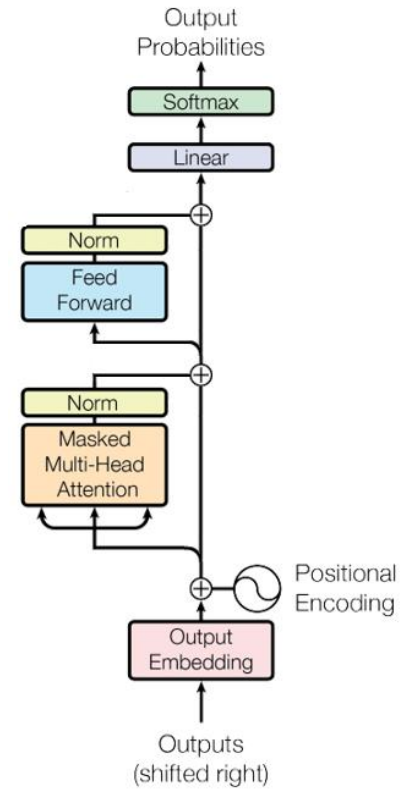 Output
Probabilities
Softmax
Linear
Norm
Feed
Forward
Norm
Masked
Multi-Head
Attention
Positional
Encoding
Output
Embedding
Outputs
(shifted right)